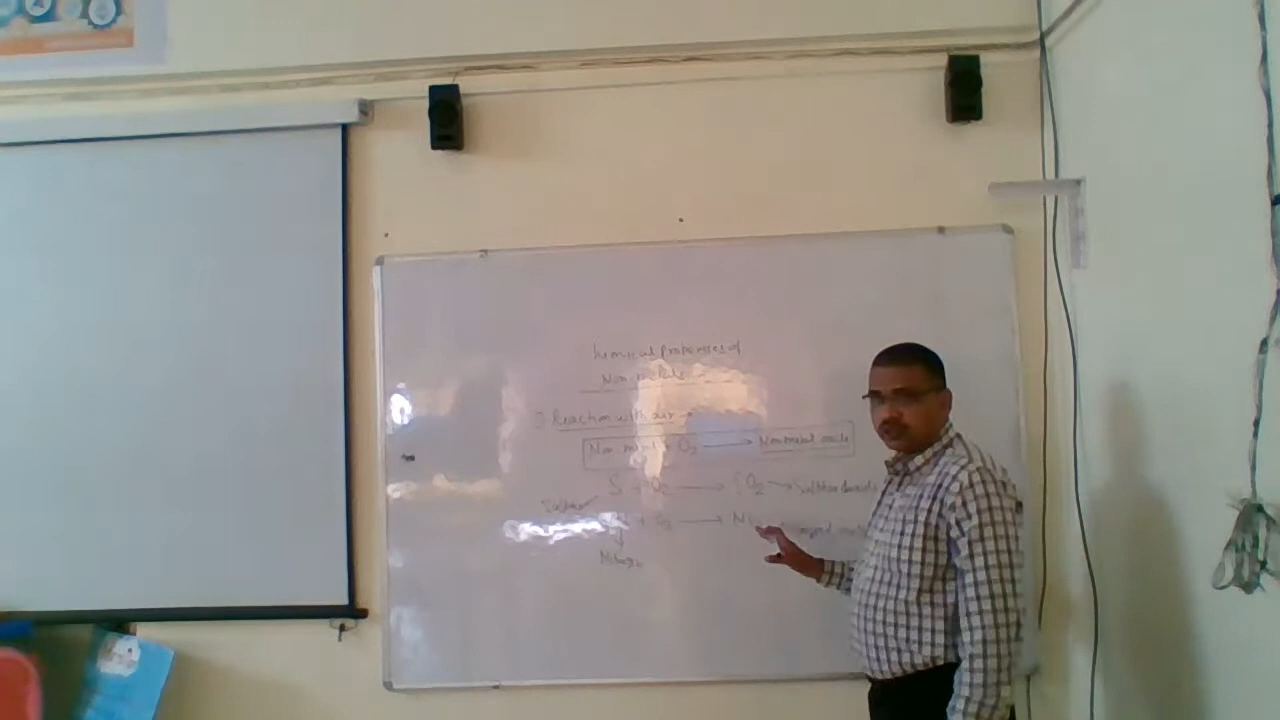 Chemical Properties of
Non-metals
Reaction with air
Non metal + O2 → Non metal oxide
S + O2 → SO2 → Sulphur dioxide
Sulphur
+ O2 →
Nitrogen